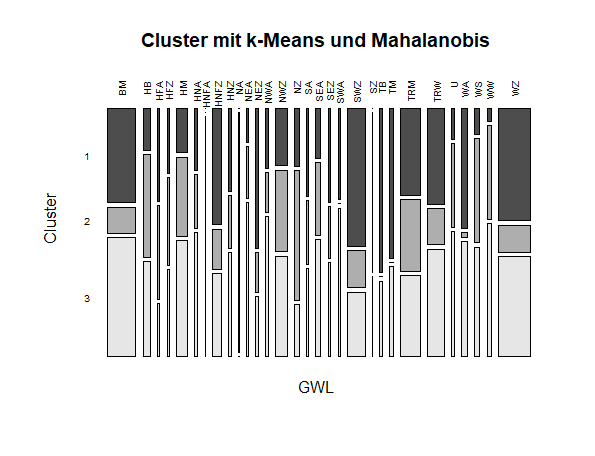 Cluster mit k-Means und Mahalanobis
BM HB HFA HFZ HM HNA HNFA HNFZ HNZ NA NEA NEZ NWA NWZ NZ SA SEA SEZ SWA SWZ SZ TB TM TRM TRW U WA WS WW WZ
Cluster
1
2
3
GWL